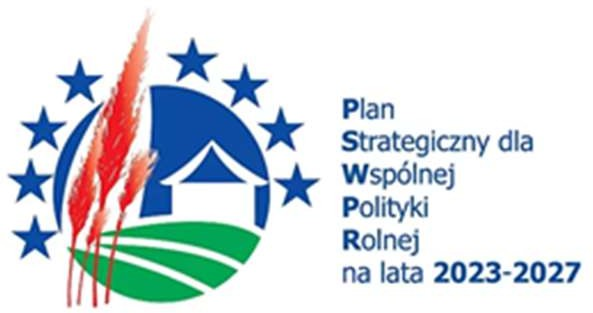 Plan
Strategiczny dla
Wspólnej
Polityki
Rolnej
na lata 2023-2027